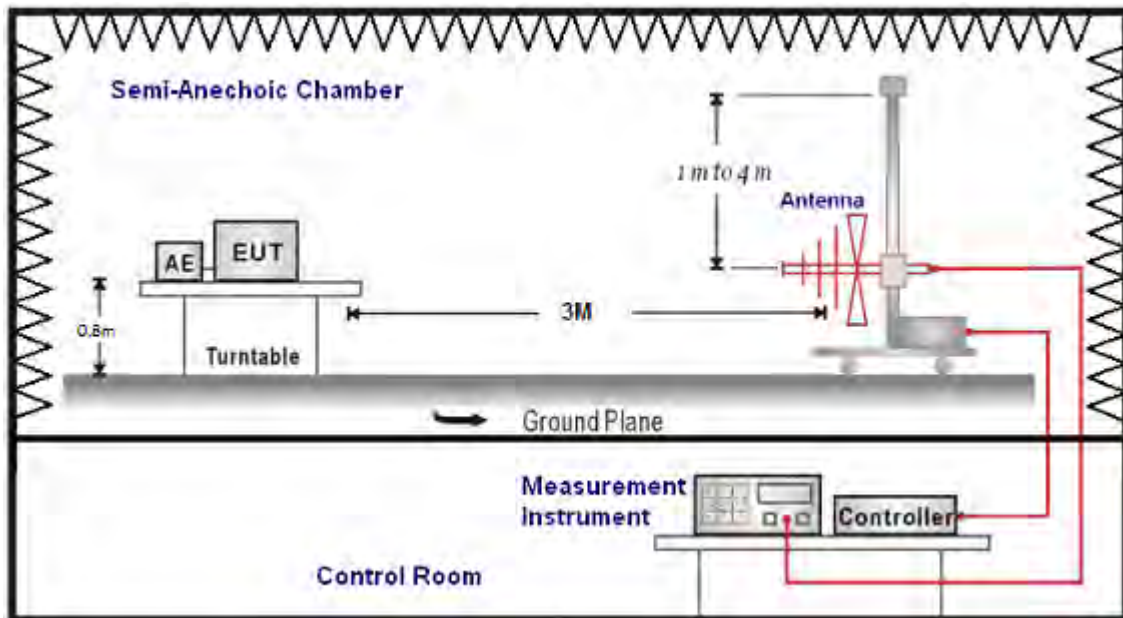 Semi-Anechoic Chamber
1 m to 4 m
Antenna
AE
EUT
0.8m
3M
Turntable
Ground Plane
Measurement
Instrument
Controller
Control Room